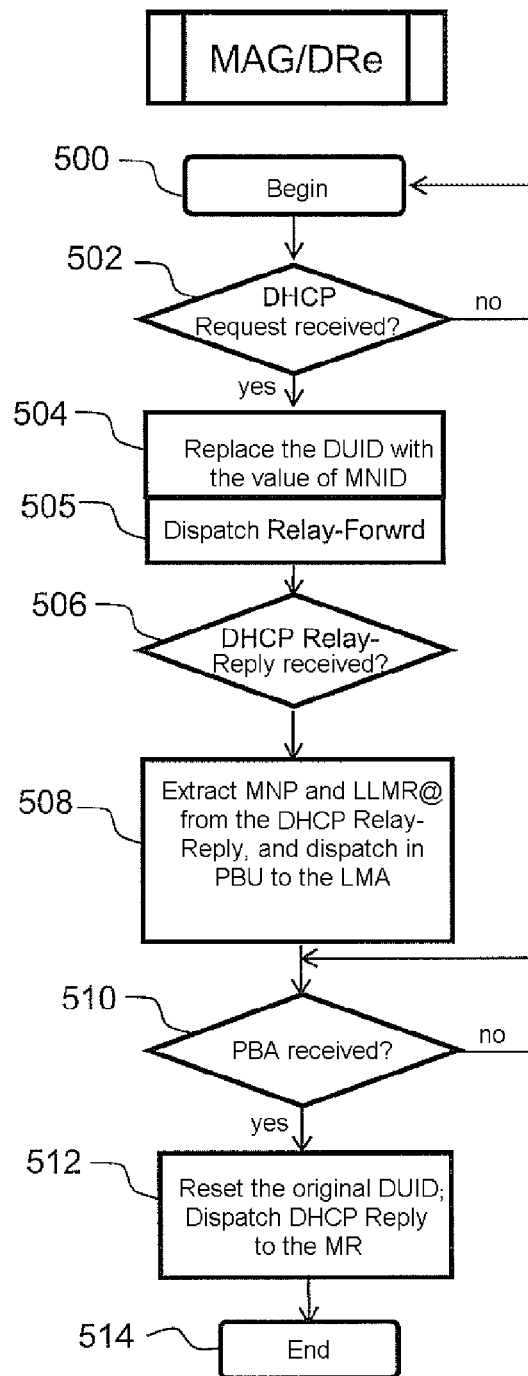 MAG/DRe
500
Begin
502
DHCP
Request received?
no
yes
504
Replace the DUID with
the value of MNID
505
Dispatch Relay-Forwrd
506
DHCP Relay-
Reply received?
508
Extract MNP and LLMR@
from the DHCP Relay-
Reply, and dispatch in
PBU to the LMA
510
PBA received?
no
yes
512
Reset the original DUID;
Dispatch DHCP Reply
to the MR
514
End